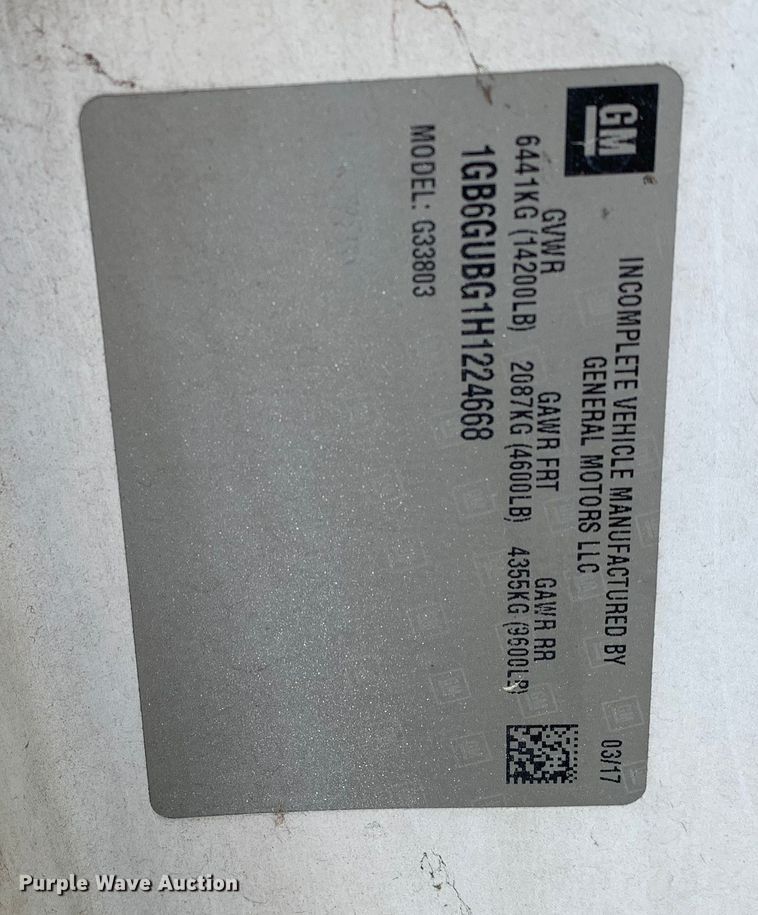 GM
INCOMPLETE VEHICLE MANUFACTURED BY
GENERAL MOTORS LLC
03/17
GVWR GAWR FRT GAWR RR
6441KG (14200LB) 2087KG (4600LB) 4355KG (9600LB)
1GB6GUBG1H1224668
MODEL: G33803
Purple Wave Auction